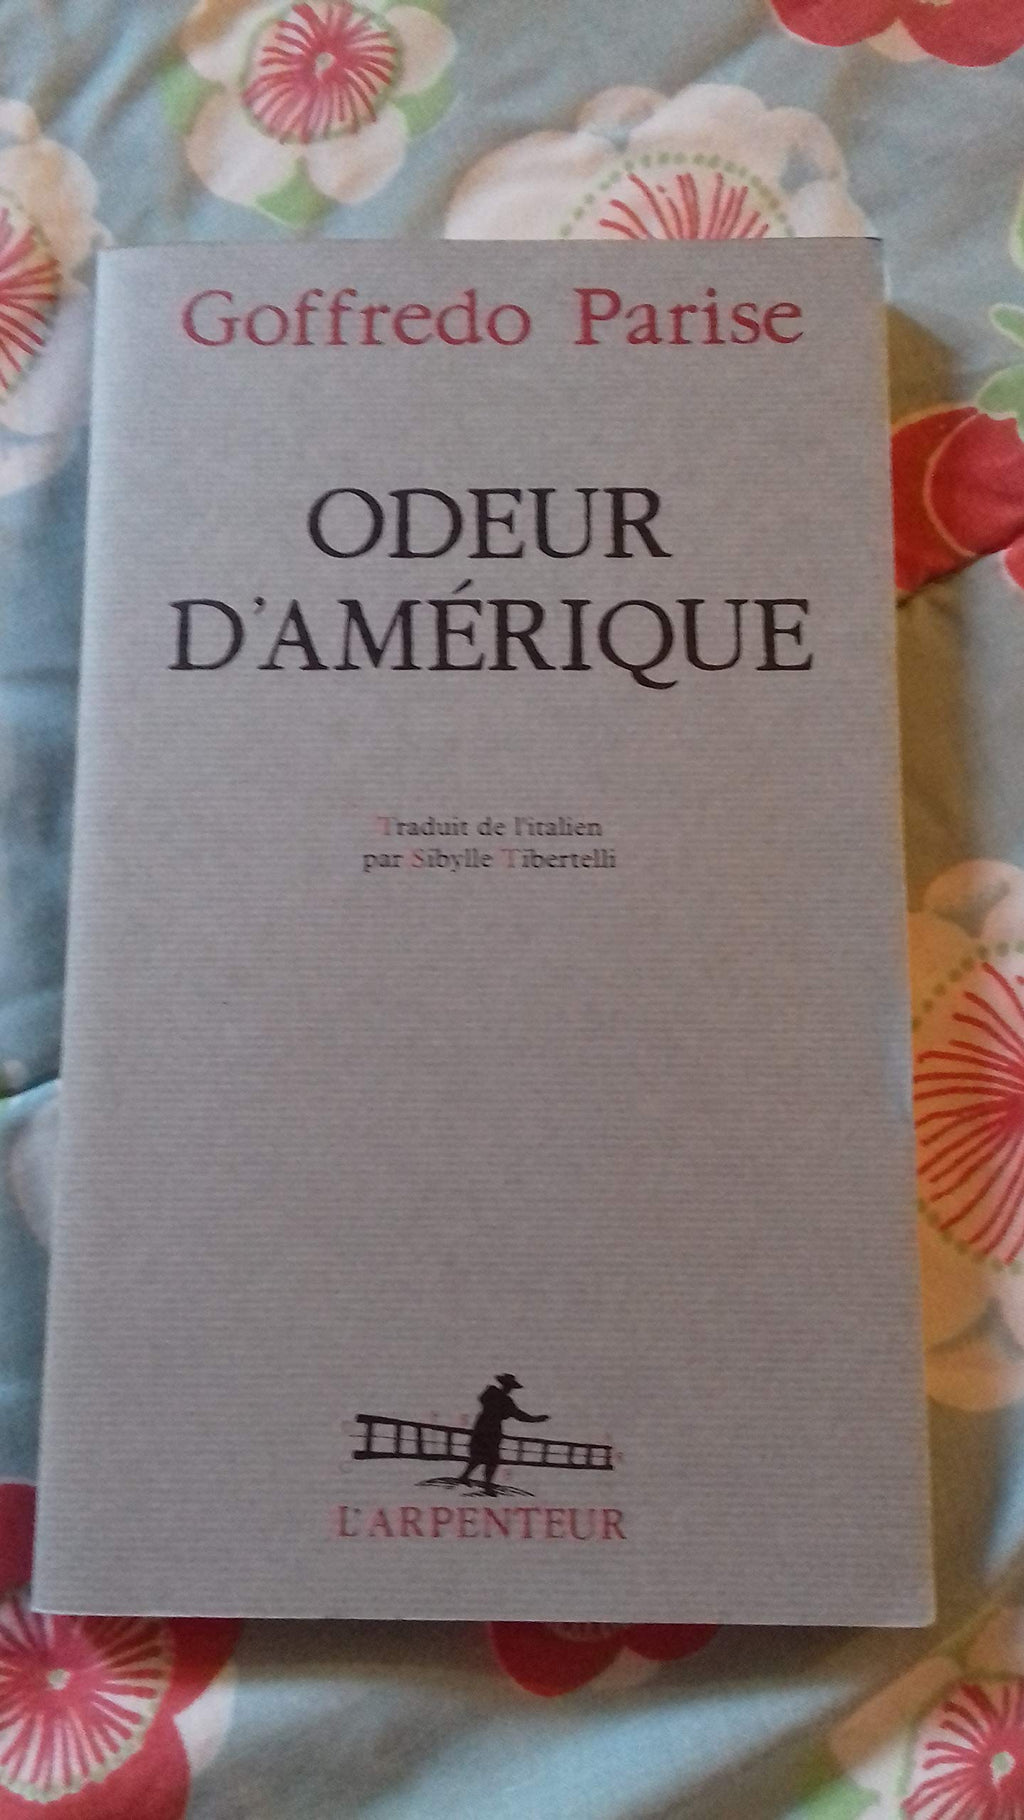 Goffredo Parise
ODEUR
D'AMÉRIQUE
Traduit de l'italien
par Sibylle Tibertelli
L'ARPENTEUR